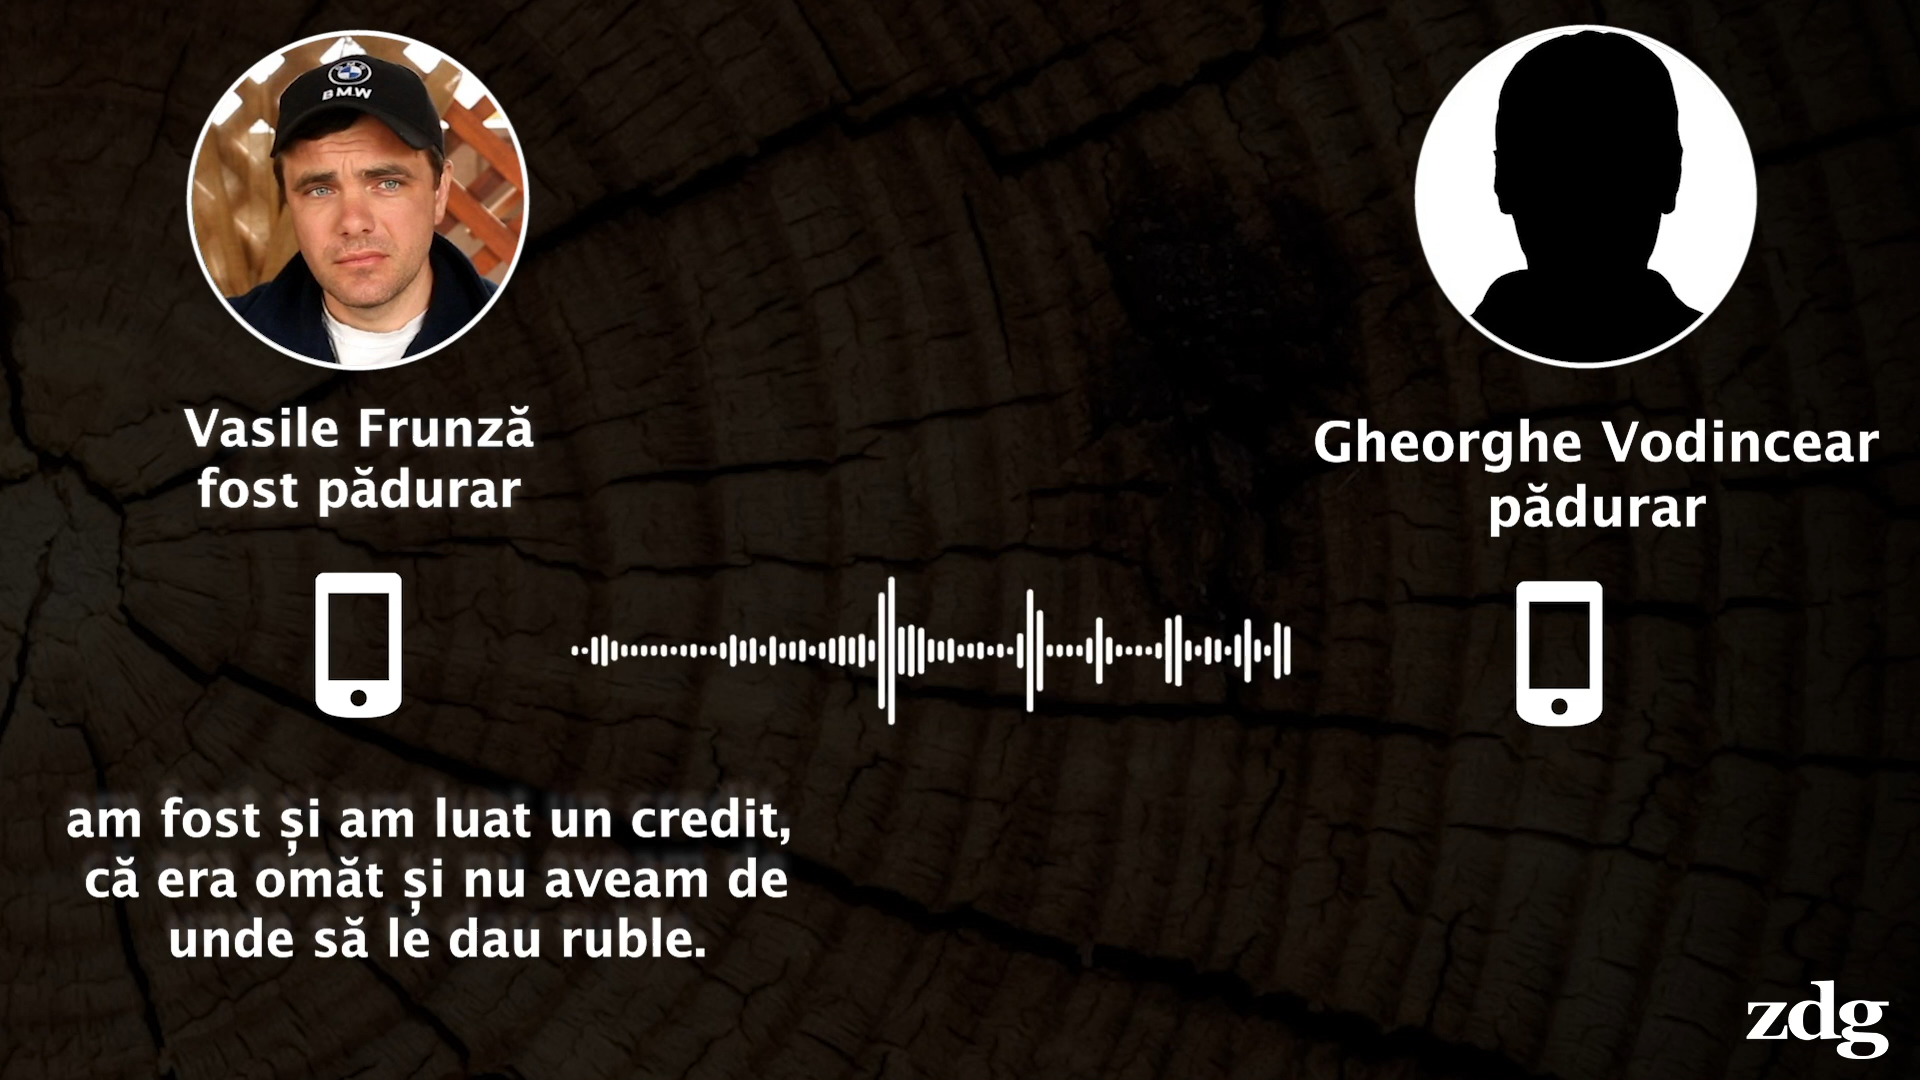 BMW
Vasile Frunză
fost pădurar
Gheorghe Vodincear
pădurar
am fost și am luat un credit,
că era omăt și nu aveam de
unde să le dau ruble.
zdg